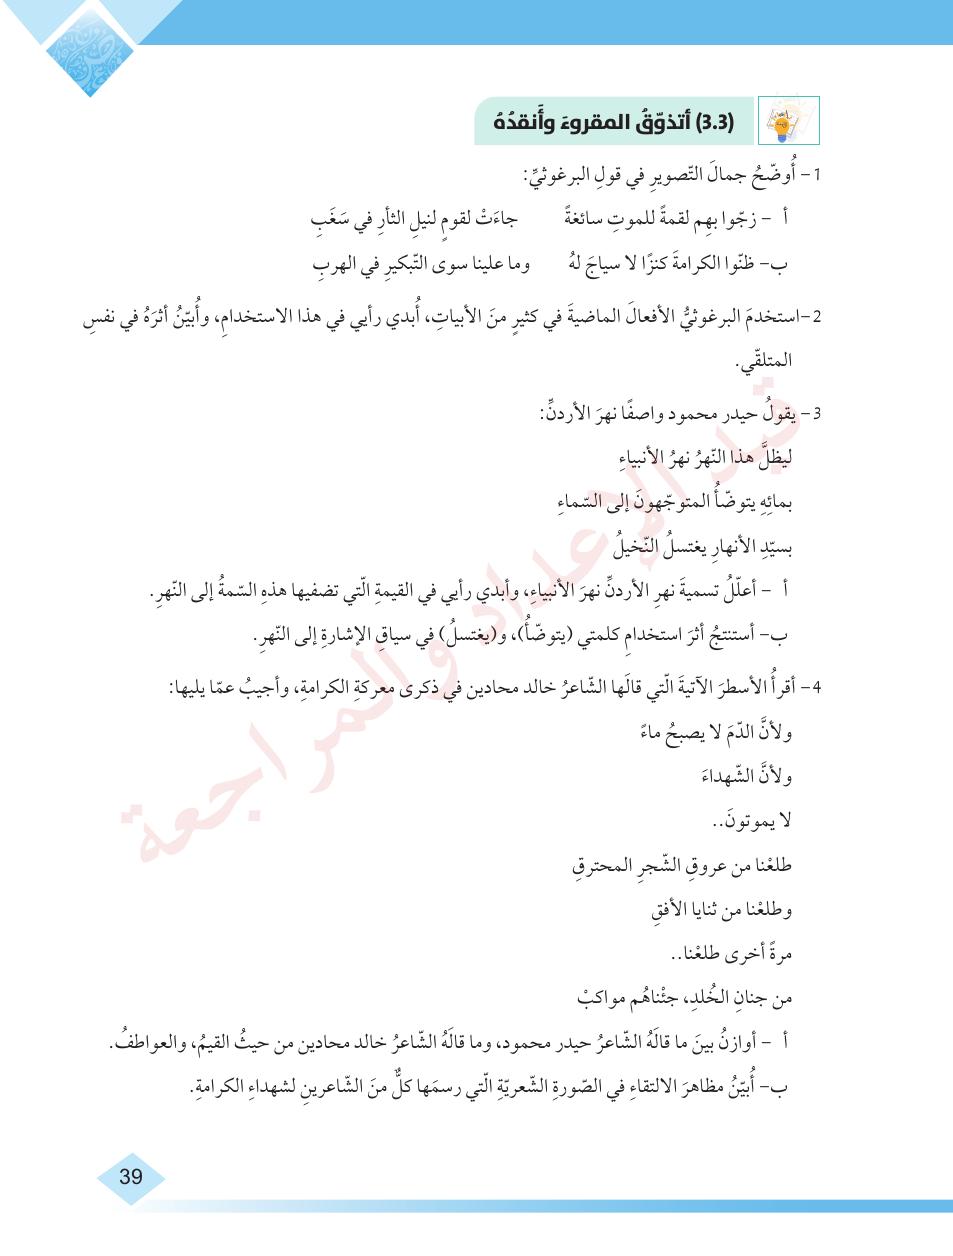 (3.3) أتذوّقُ المقروءَ وأَنقدُهُ
1- أُوضّحُ جمالَ التّصويرِ في قولِ البرغوثيِّ:
أ - زجّوا بهِم لقمةً للموتِ سائغةً جاءَتْ لقومٍ لنيلِ الثأرِ في سَغَبِ
ب- ظنّوا الكرامةَ كنزًا لا سياجَ لهُ وما علينا سوى التّبكيرِ في الهربِ
2-استخدمَ البرغوثيُّ الأفعالَ الماضيةَ في كثيرٍ منَ الأبياتِ، أُبدي رأيي في هذا الاستخدامِ، وأُبيّنُ أثرَهُ في نفسِ
المتلقّي.
3- يقولُ حيدر محمود واصفًا نهرَ الأردنِّ:
ليظلَّ هذا النّهرُ نهرُ الأنبياءِ
بمائِهِ يتوضّأُ المتوجّهونَ إلى السّماءِ
بسيّدِ الأنهارِ يغتسلُ النّخيلُ
أ - أعلّلُ تسميةَ نهرِ الأردنِّ نهرَ الأنبياءِ، وأبدي رأيي في القيمةِ الّتي تضفيها هذهِ السّمةُ إلى النّهرِ.
ب- أستنتجُ أثرَ استخدامِ كلمتي (يتوضّأُ)، و(يغتسلُ) في سياقِ الإشارةِ إلى النّهرِ.
4- أقرأُ الأسطرَ الآتيةَ الّتي قالَها الشّاعرُ خالد محادين في ذكرى معركةِ الكرامةِ، وأجيبُ عمّا يليها:
ولأنَّ الدّمَ لا يصبحُ ماءً
ولأنَّ الشّهداءَ
لا يموتونَ..
طلعْنا من عروقِ الشّجرِ المحترقِ
وطلعْنا من ثنايا الأفقِ
مرةً أخرى طلعْنا..
من جنانِ الخُلدِ، جئْناهُم مواكبْ
أ - أوازنُ بينَ ما قالَهُ الشّاعرُ حيدر محمود، وما قالَهُ الشّاعرُ خالد محادين من حيثُ القيمُ، والعواطفُ.
ب- أُبيّنُ مظاهرَ الالتقاءِ في الصّورةِ الشّعريّةِ الّتي رسمَها كلٌّ منَ الشّاعرينِ لشهداءِ الكرامةِ.
قيد الإعداد والمراجعة
39